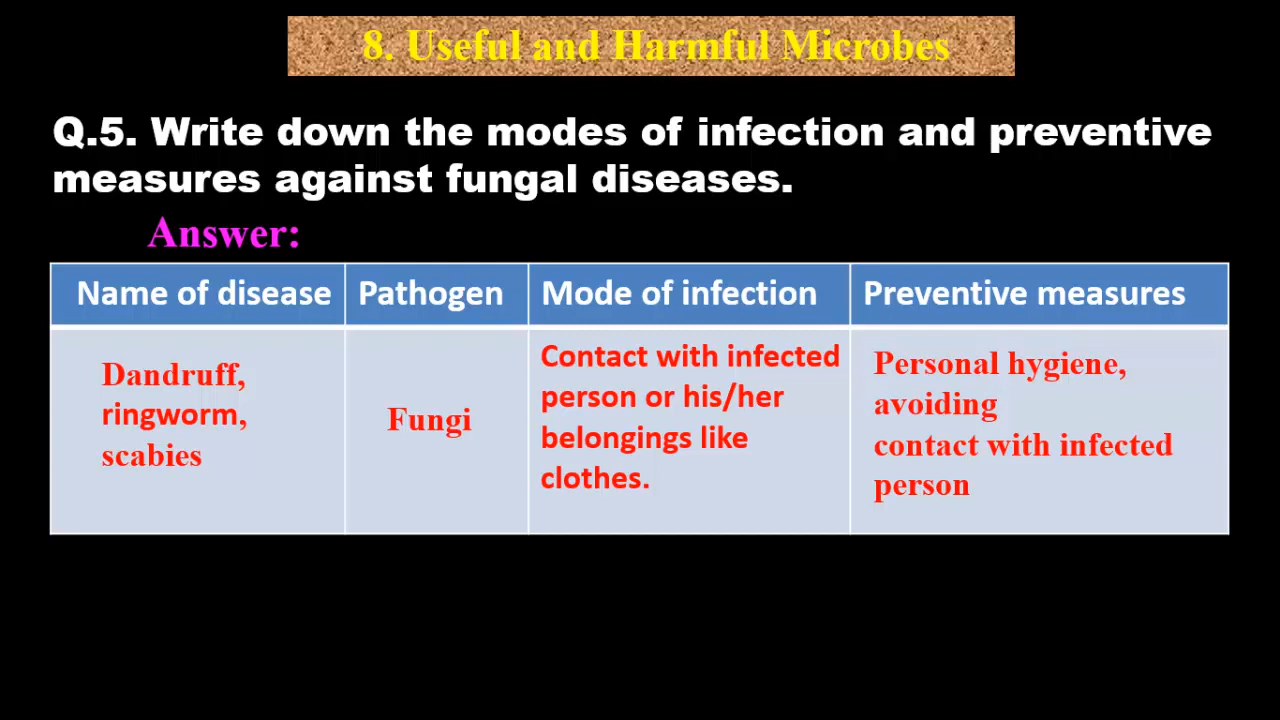 8. Useful and Harmful Microbes
Q.5. Write down the modes of infection and preventive
measures against fungal diseases.
Answer:
Name of disease
Pathogen
Mode of infection
Preventive measures
Dandruff,
ringworm,
scabies
Fungi
Contact with infected
person or his/her
belongings like
clothes.
Personal hygiene,
avoiding
contact with infected
person